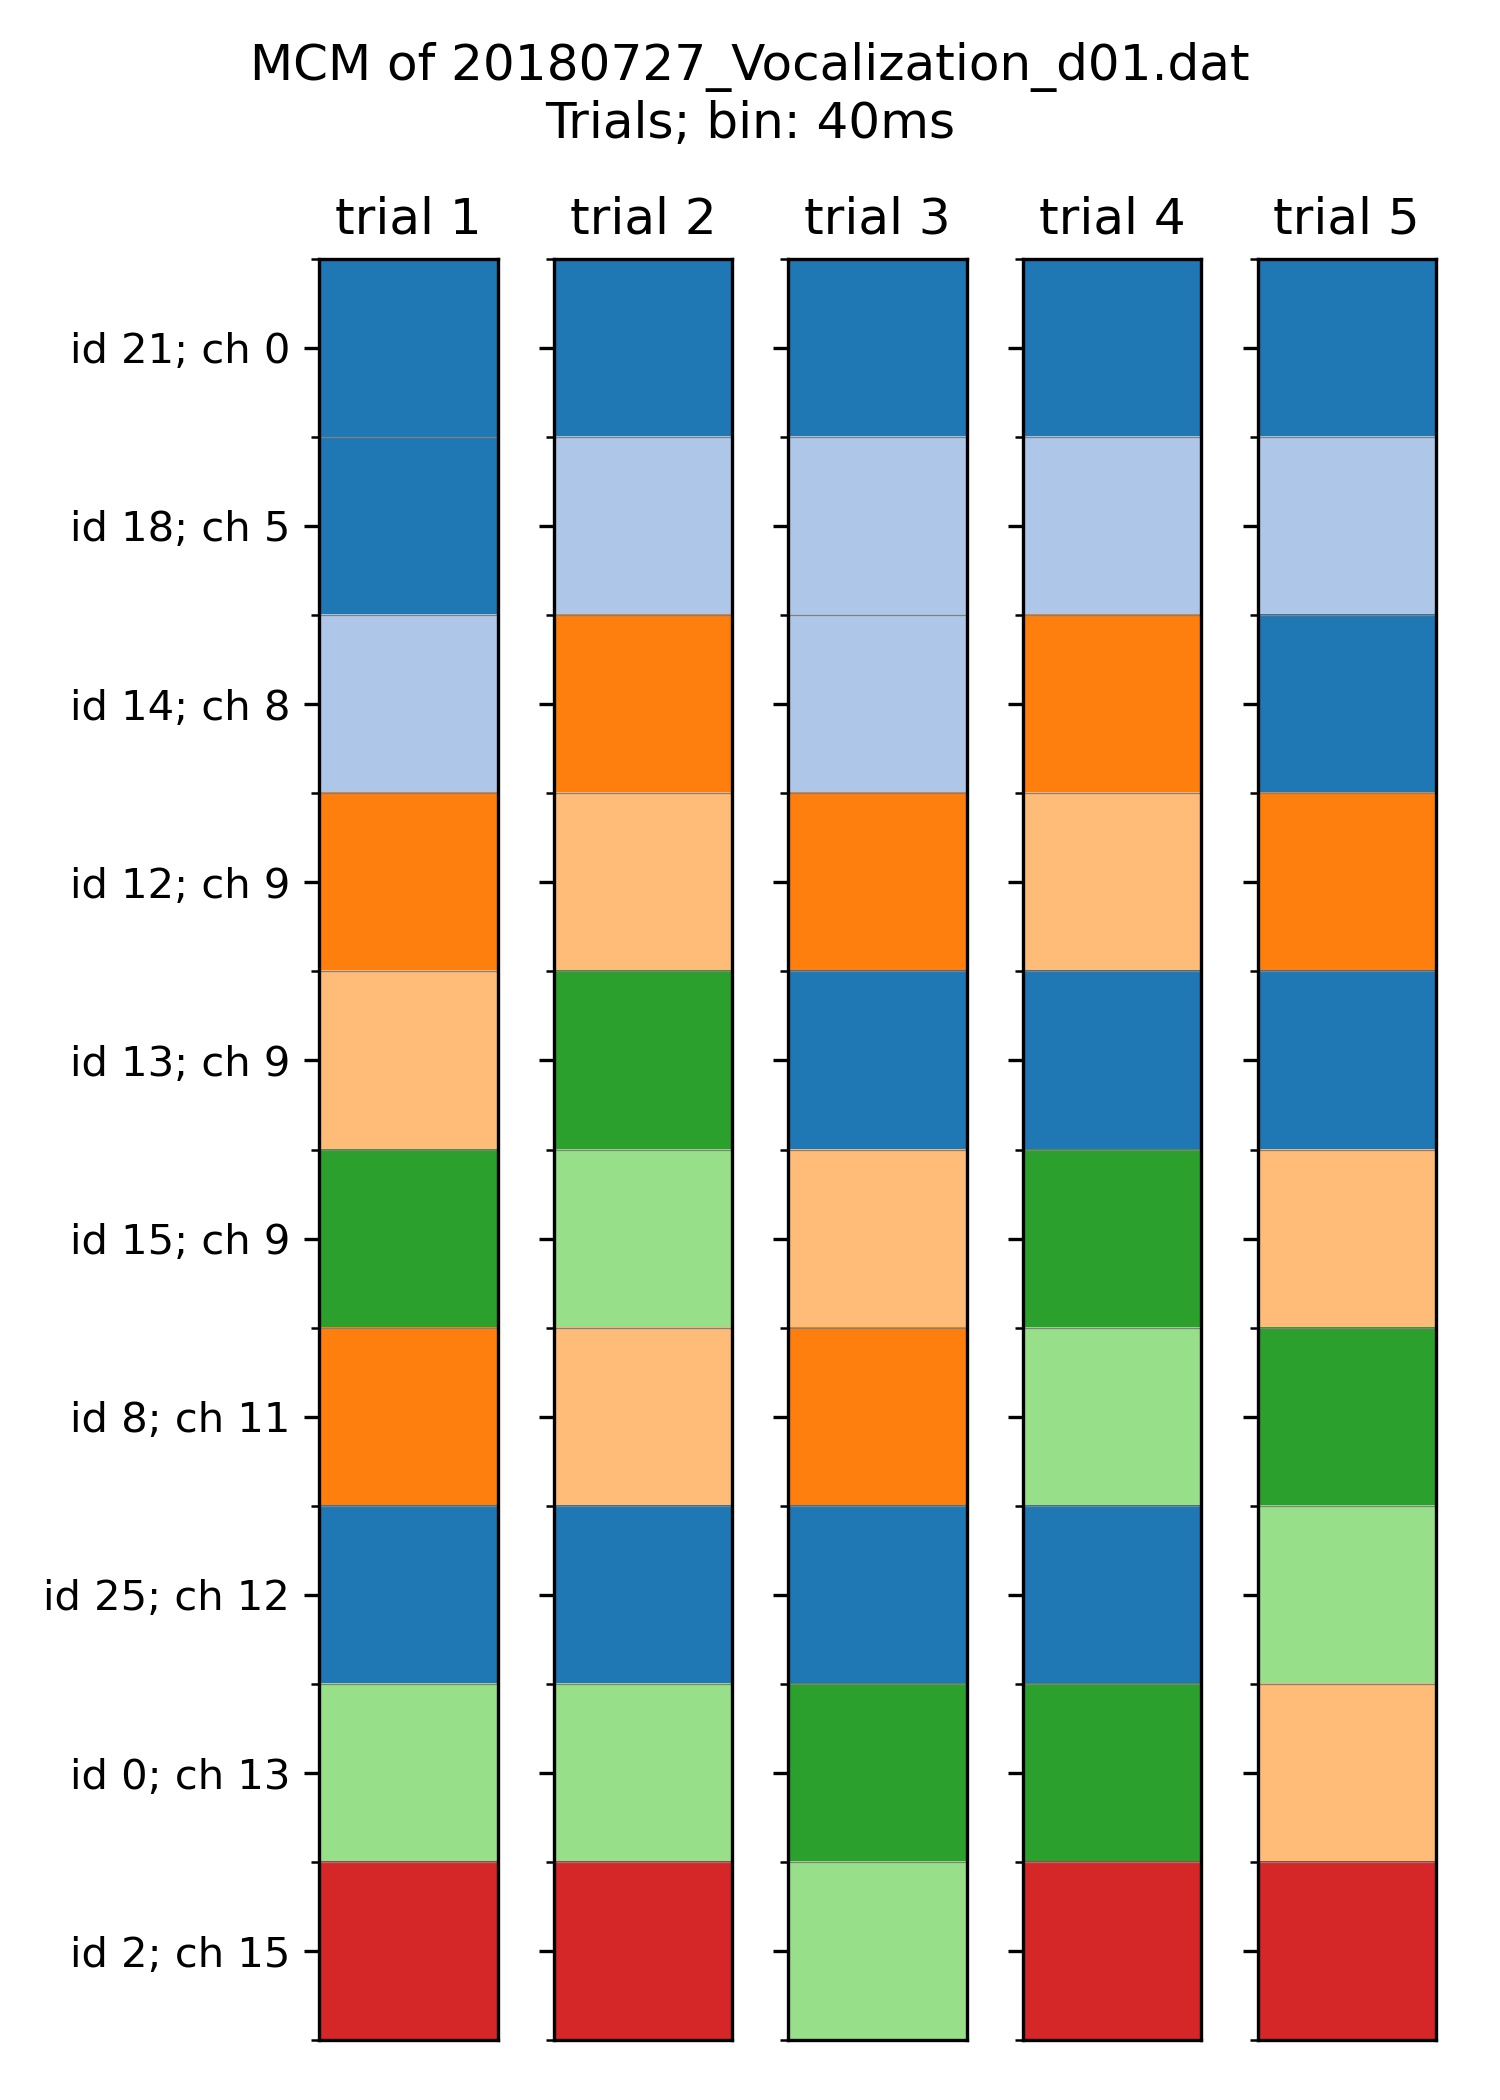 MCM of 20180727_Vocalization_d01.dat
Trials; bin: 40ms
trial 1 trial 2 trial 3 trial 4 trial 5
id 21; ch 0
id 18; ch 5
id 14; ch 8
id 12; ch 9
id 13; ch 9
id 15; ch 9
id 8; ch 11
id 25; ch 12
id 0; ch 13
id 2; ch 15